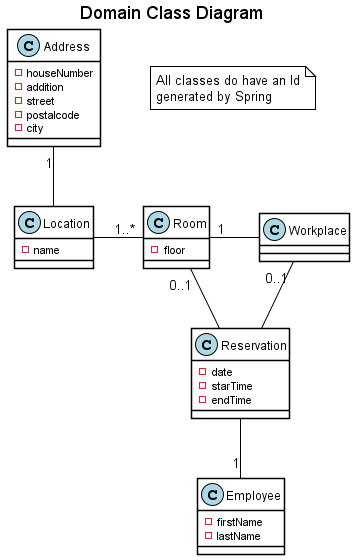 Domain Class Diagram
C Address
houseNumber
addition
street
postalcode
city
All classes do have an Id
generated by Spring
1
C Location
name
1..*
C Room
floor
1
C Workplace
0..1
0..1
C Reservation
date
starTime
endTime
1
C Employee
firstName
lastName